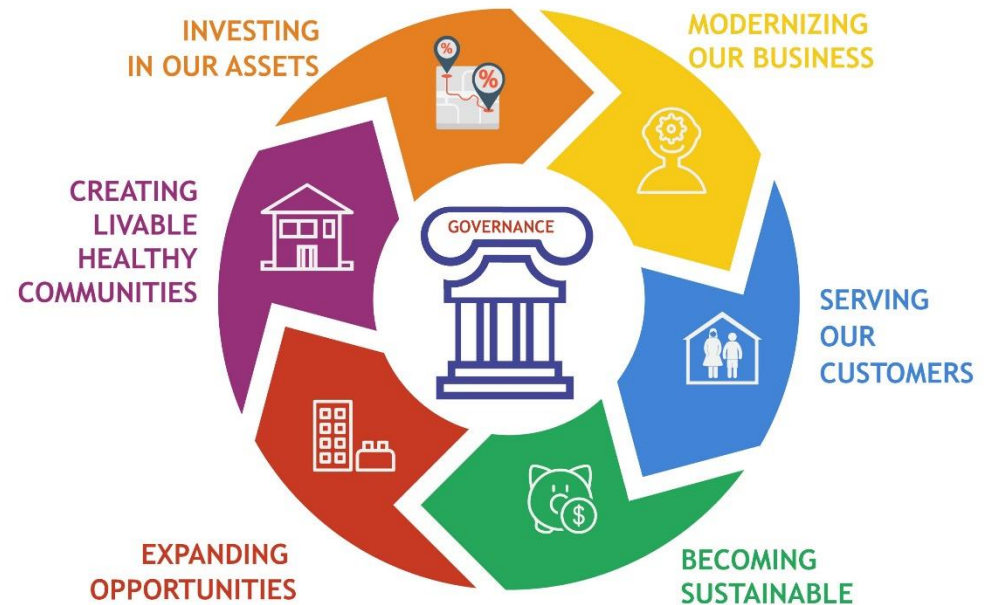 INVESTING
IN OUR ASSETS
MODERNIZING
OUR BUSINESS
%
%
CREATING
LIVABLE
HEALTHY
COMMUNITIES
GOVERNANCE
SERVING
OUR
CUSTOMERS
$
EXPANDING
OPPORTUNITIES
BECOMING
SUSTAINABLE